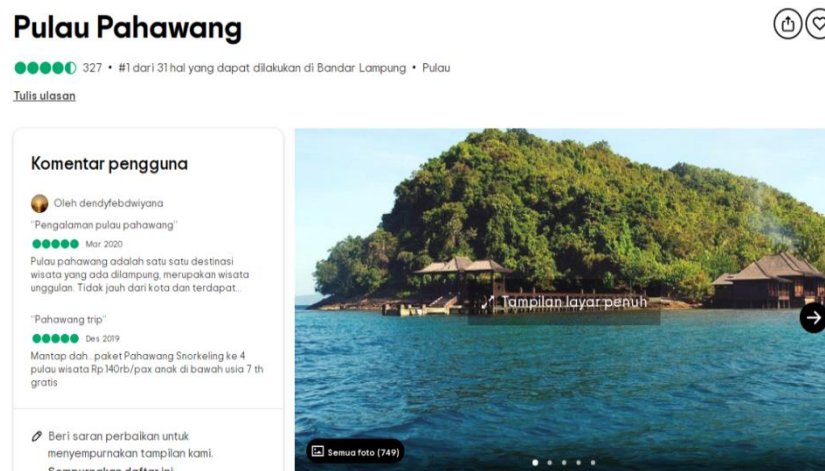 Pulau Pahawang
327 • #1 dari 31 hal yang dapat dilakukan di Bandar Lampung • Pulau
Tulis ulasan
Komentar pengguna
Oleh dendyfebdwiyana
"Pengalaman pulau pahawang"
Mar 2020
Pulau pahawang adalah satu satu destinasi
wisata yang ada dilampung, merupakan wisata
unggulan. Tidak jauh dari kota dan terdapat...
"Pahawang trip"
Des 2019
Mantap dah...paket Pahawang Snorkeling ke 4
pulau wisata Rp.140rb/pax anak di bawah usia 7 th
gratis
Beri saran perbaikan untuk
menyempurnakan tampilan kami.
Sempurnakan daftar ini
Tampilan layar penuh
Semua foto (749)